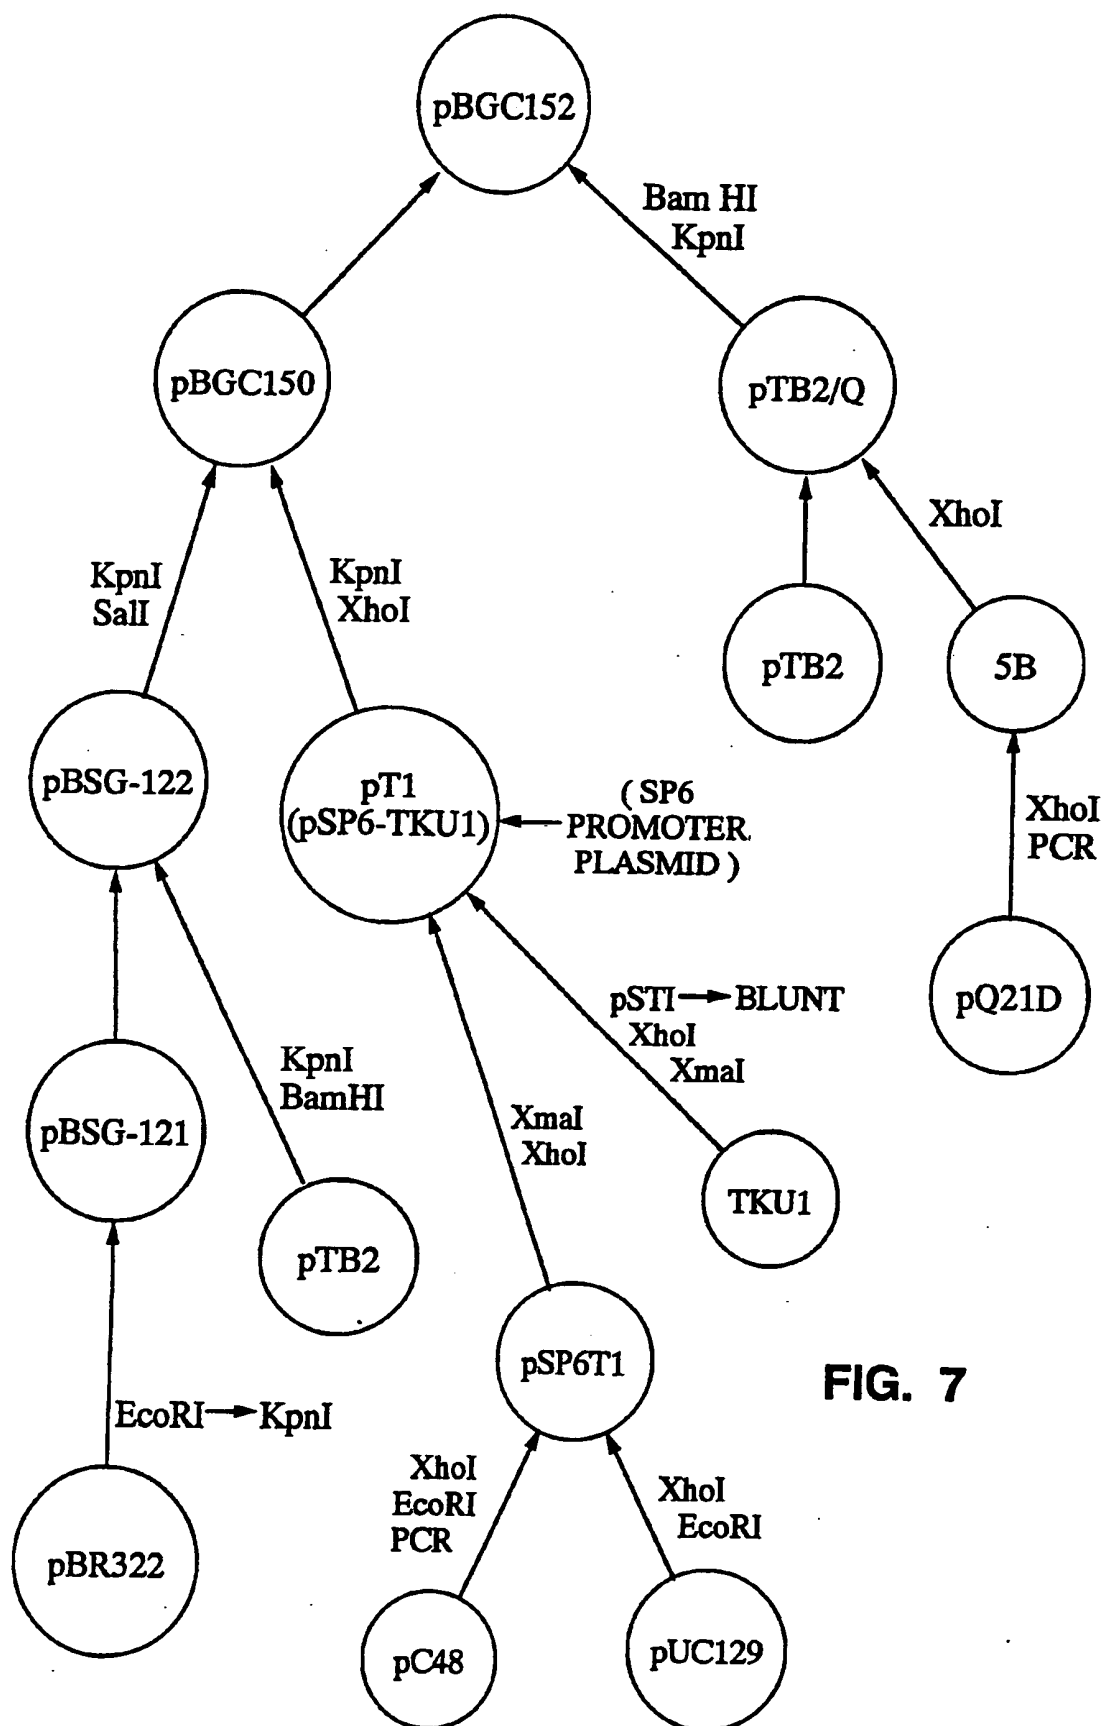 pBGC152
Bam HI
KpnI
pBGC150
pTB2/Q
XhoI
KpnI
SalI
KpnI
XhoI
pTB2
5B
pBSG-122
pT1
(pSP6-TKU1)
( SP6
PROMOTER
PLASMID )
XhoI
PCR
pQ21D
pSTI→BLUNT
XhoI
XmaI
KpnI
BamHI
pBSG-121
XmaI
XhoI
TKU1
pTB2
pSP6T1
FIG. 7
EcoRI→KpnI
XhoI
EcoRI
PCR
XhoI
EcoRI
pBR322
pC48
pUC129